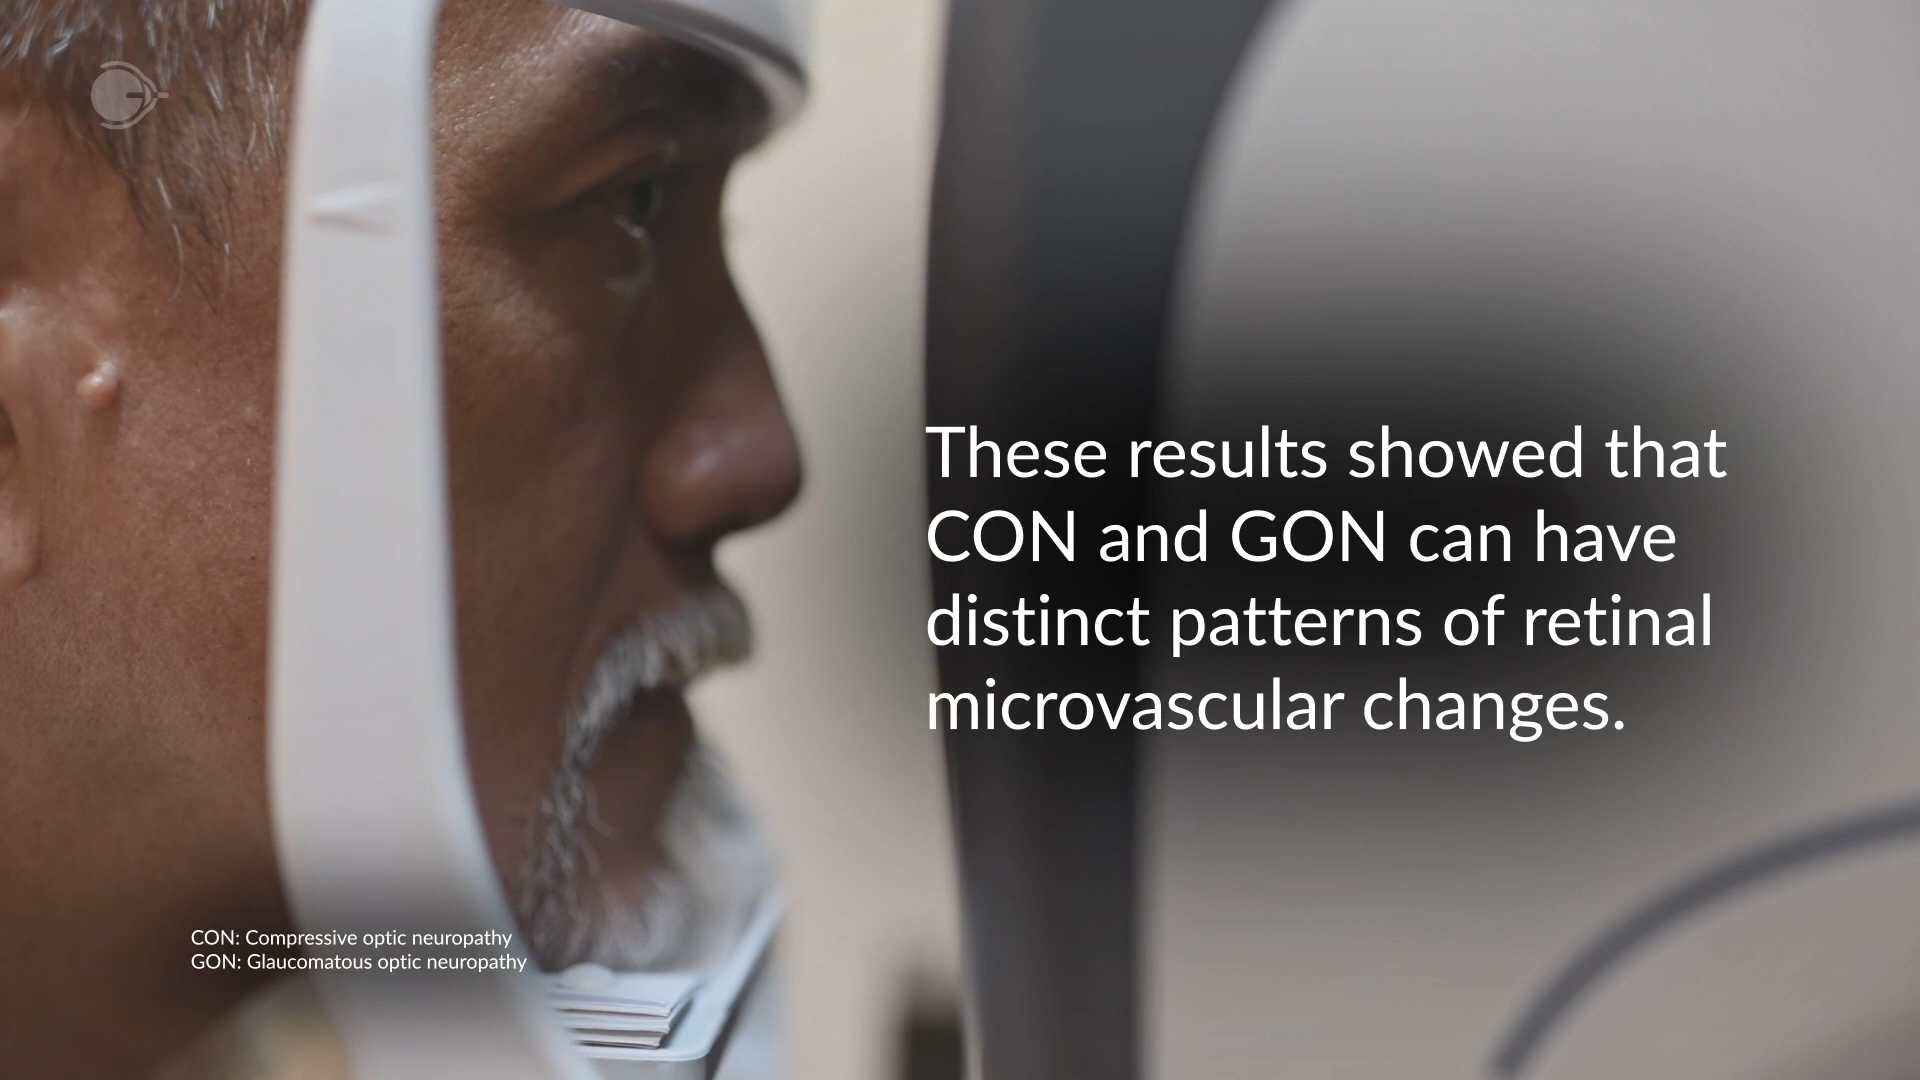 These results showed that
CON and GON can have
distinct patterns of retinal
microvascular changes.
CON: Compressive optic neuropathy
GON: Glaucomatous optic neuropathy